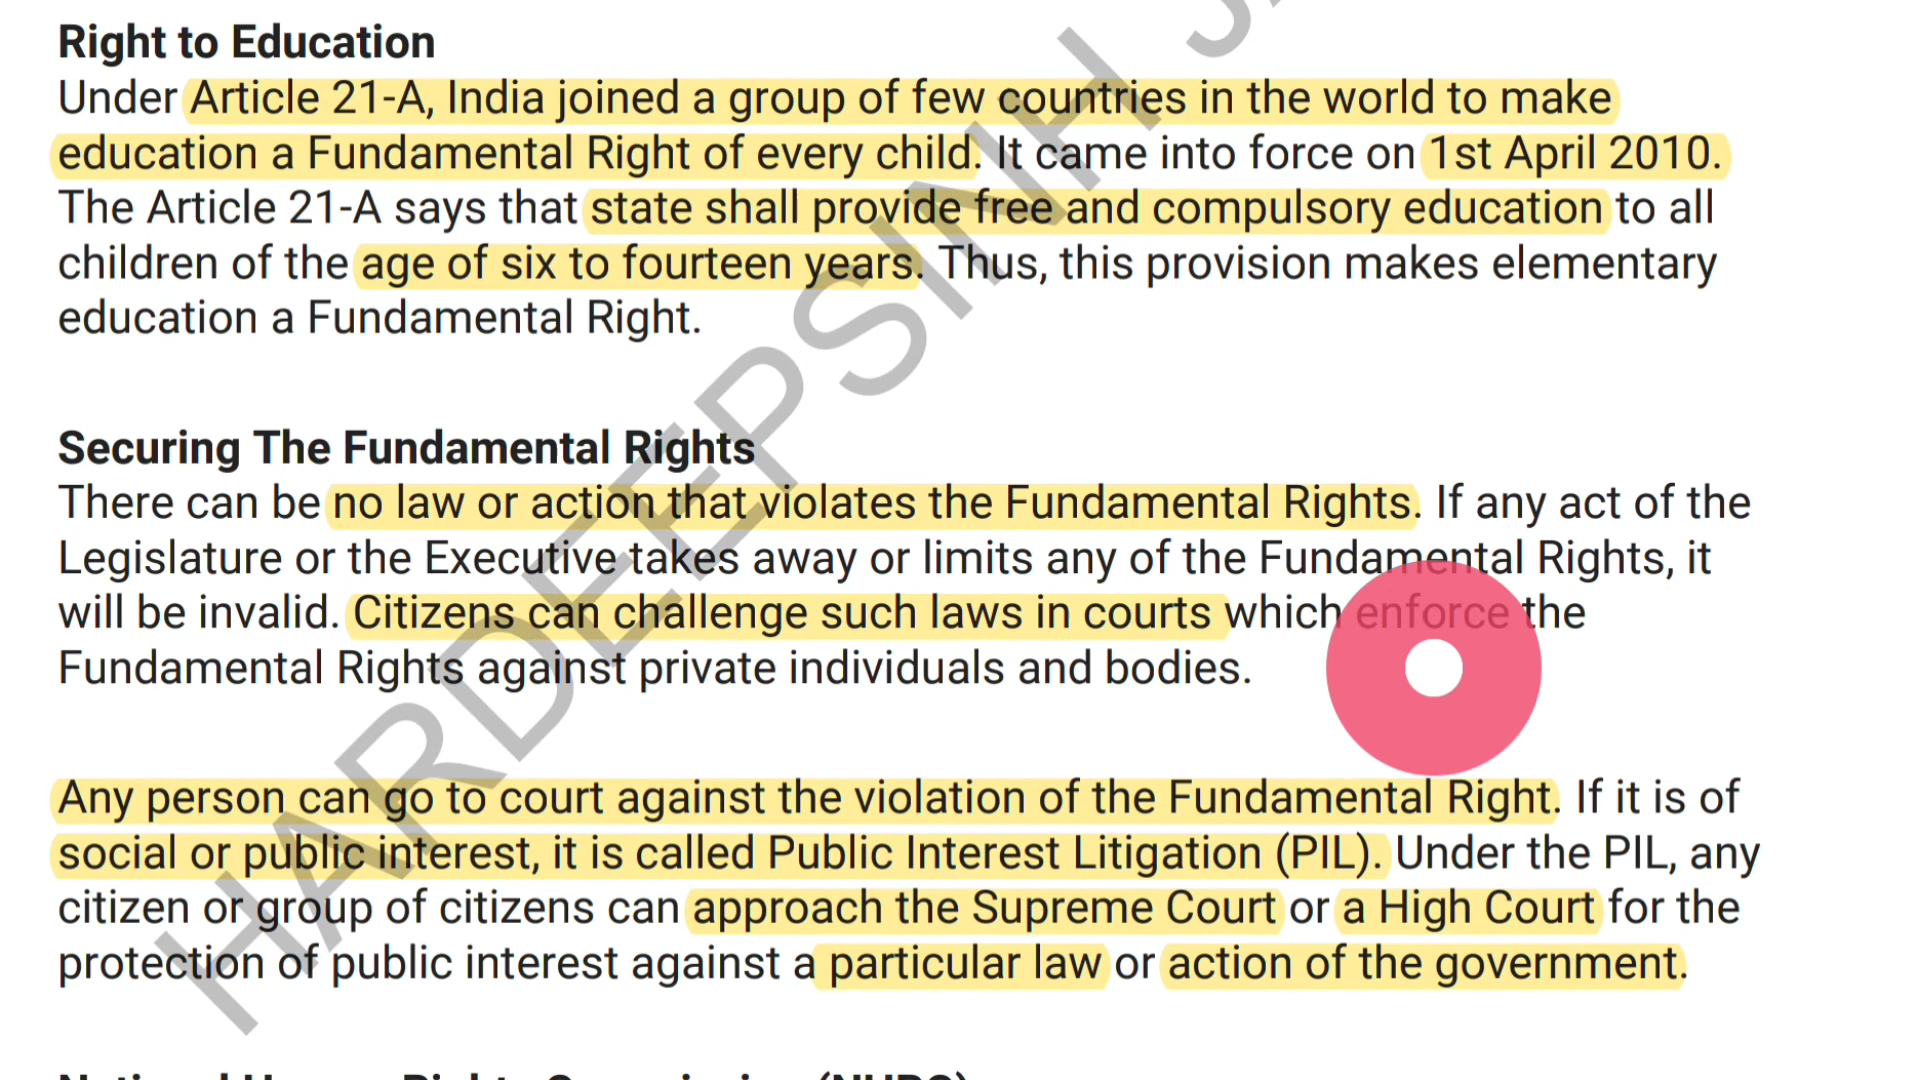 Right to Education
Under Article 21-A, India joined a group of few countries in the world to make
education a Fundamental Right of every child. It came into force on 1st April 2010.
The Article 21-A says that state shall provide free and compulsory education to all
children of the age of six to fourteen years. Thus, this provision makes elementary
education a Fundamental Right.
Securing The Fundamental Rights
There can be no law or action that violates the Fundamental Rights. If any act of the
Legislature or the Executive takes away or limits any of the Fundamental Rights, it
will be invalid. Citizens can challenge such laws in courts which enforce the
Fundamental Rights against private individuals and bodies.
Any person can go to court against the violation of the Fundamental Right. If it is of
social or public interest, it is called Public Interest Litigation (PIL). Under the PIL, any
citizen or group of citizens can approach the Supreme Court or a High Court for the
protection of public interest against a particular law or action of the government.
National Human Rights Commission (NHRC)
HARDEEPSINH